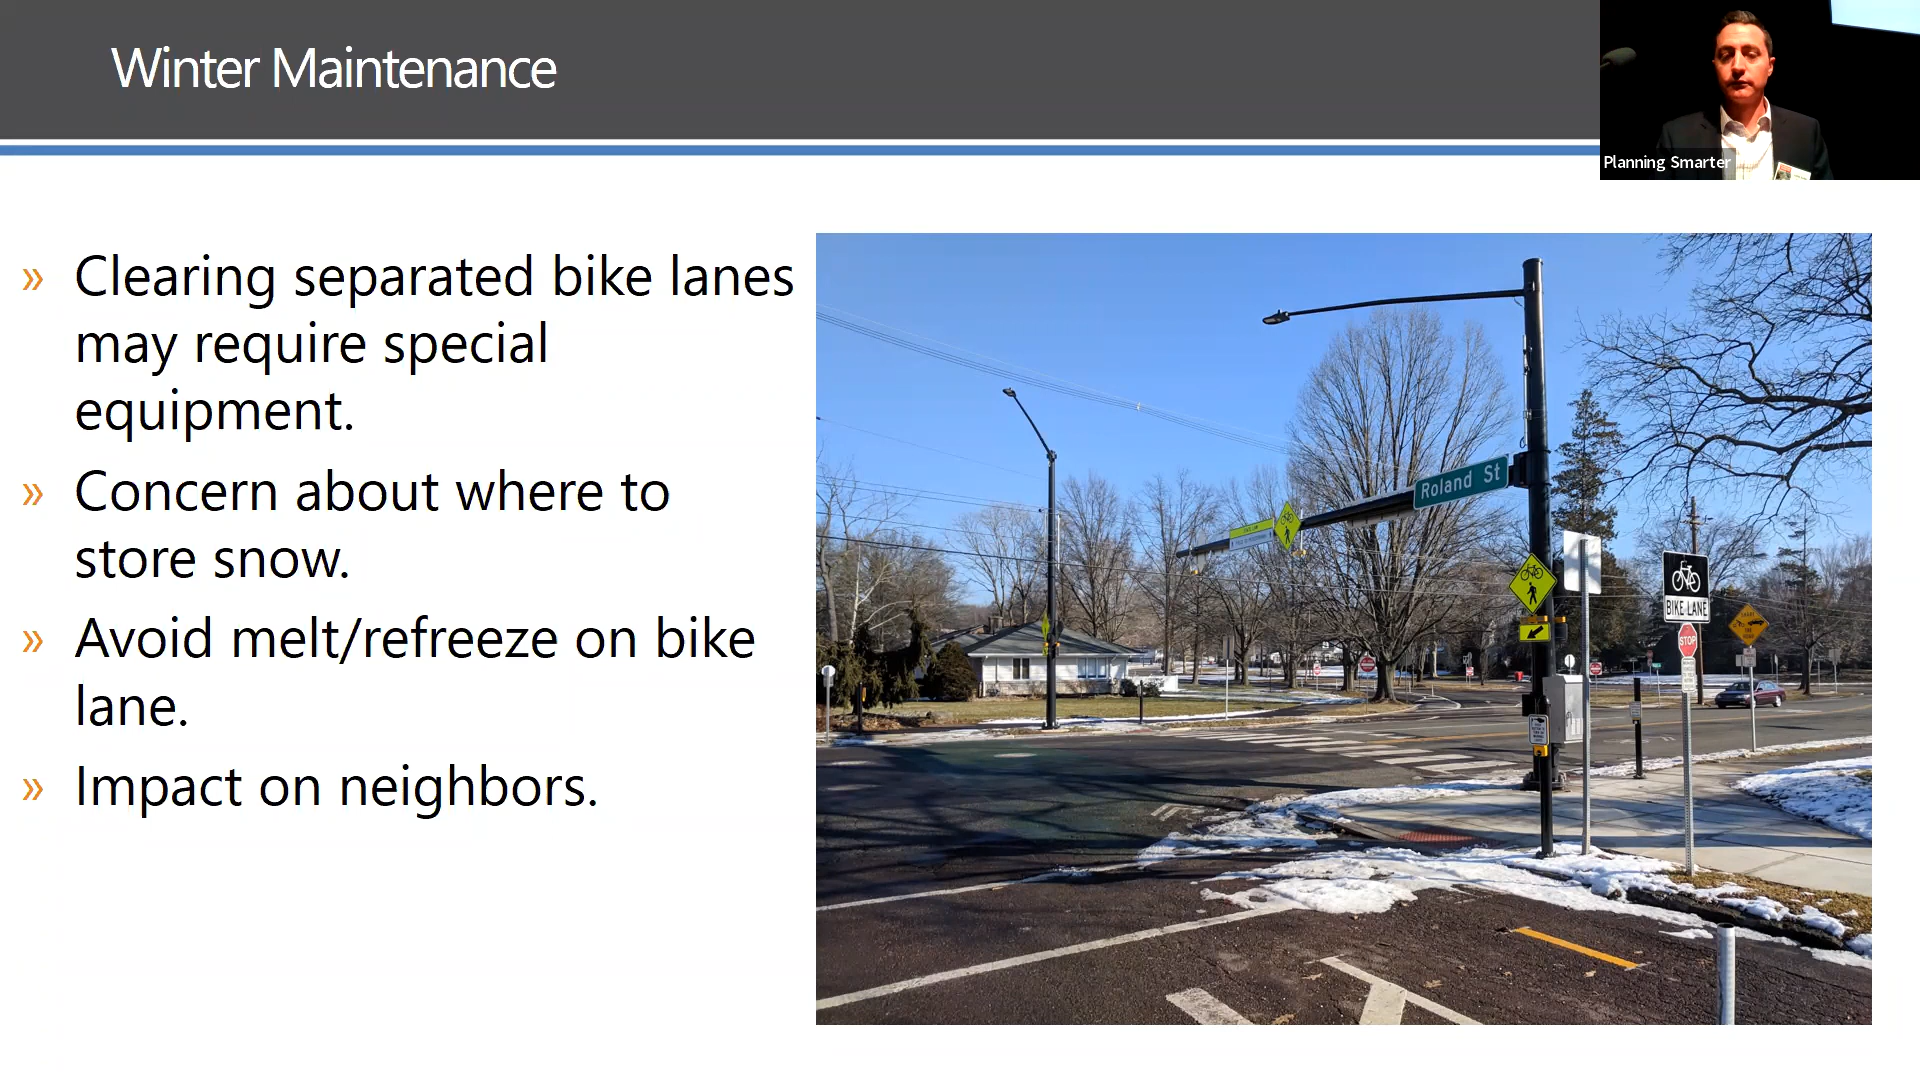 Winter Maintenance
Planning Smarter
» Clearing separated bike lanes
may require special
equipment.
» Concern about where to
store snow.
» Avoid melt/refreeze on bike
lane.
» Impact on neighbors.
Roland St
BIKE LANE
STOP